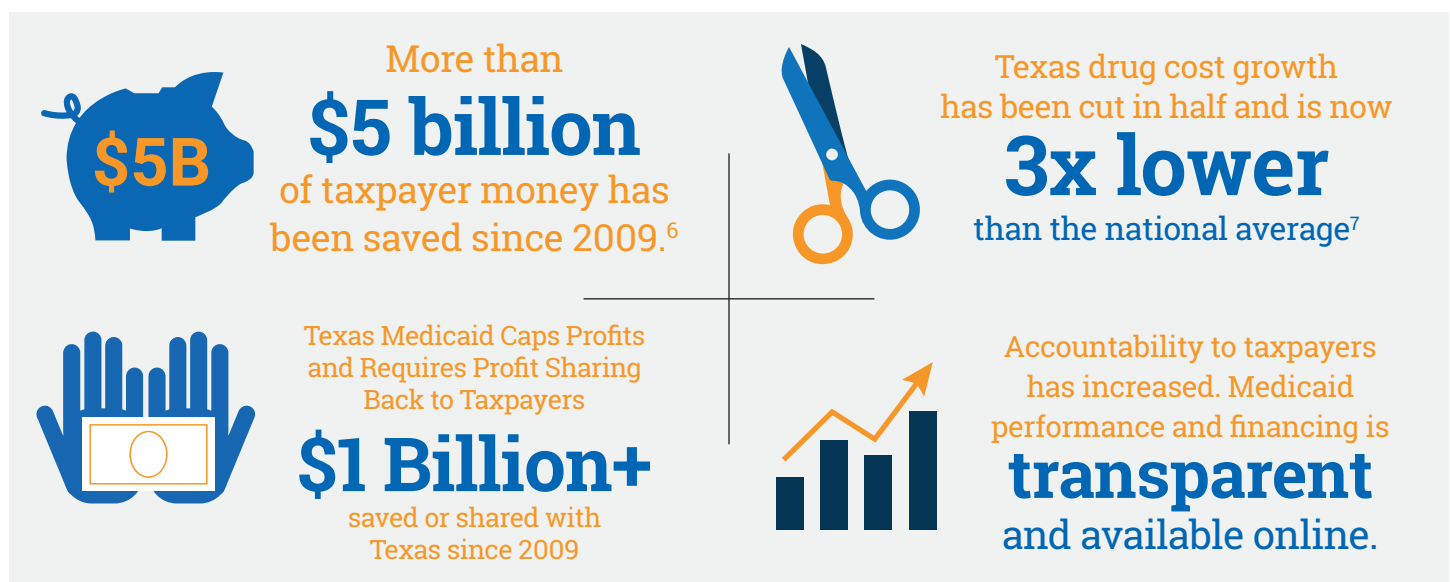 $5B
More than
$5 billion
of taxpayer money has
been saved since 2009.6
Texas drug cost growth
has been cut in half and is now
3x lower
than the national average7
Texas Medicaid Caps Profits
and Requires Profit Sharing
Back to Taxpayers
$1 Billion+
saved or shared with
Texas since 2009
Accountability to taxpayers
has increased. Medicaid
performance and financing is
transparent
and available online.